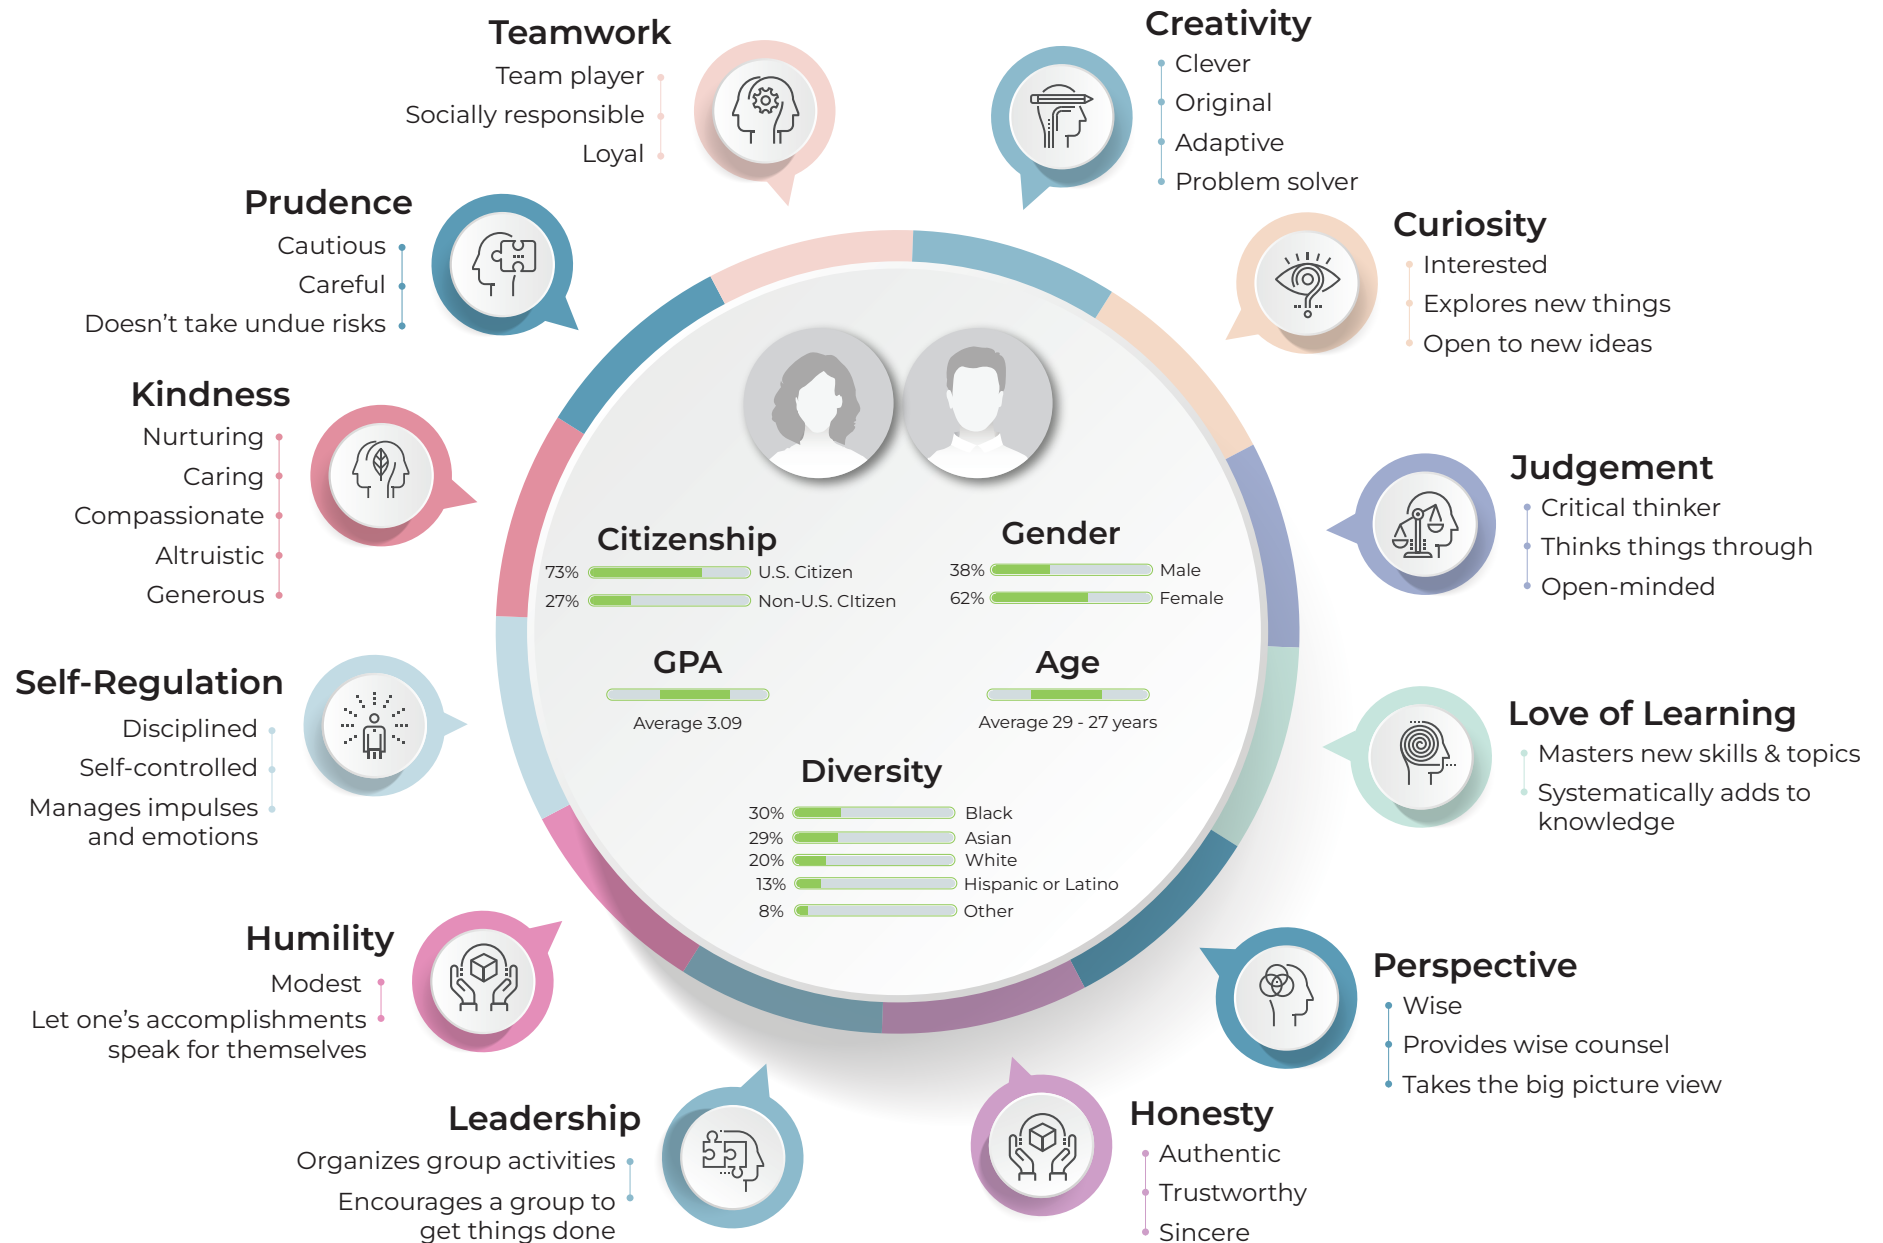 Teamwork
Team player
Socially responsible
Loyal
Creativity
Clever
Original
Adaptive
Problem solver
Prudence
Cautious
Careful
Doesn’t take undue risks
Curiosity
Interested
Explores new things
Open to new ideas
Kindness
Nurturing
Caring
Compassionate
Altruistic
Generous
Judgement
Critical thinker
Thinks things through
Open-minded
Citizenship
73% U.S. Citizen
27% Non-U.S. CItizen
Gender
38% Male
62% Female
GPA
Average 3.09
Age
Average 29 - 27 years
Diversity
30% Black
29% Asian
20% White
13% Hispanic or Latino
8% Other
Self-Regulation
Disciplined
Self-controlled
Manages impulses
and emotions
Love of Learning
Masters new skills & topics
Systematically adds to
knowledge
Humility
Modest
Let one’s accomplishments
speak for themselves
Perspective
Wise
Provides wise counsel
Takes the big picture view
Leadership
Organizes group activities
Encourages a group to
get things done
Honesty
Authentic
Trustworthy
Sincere